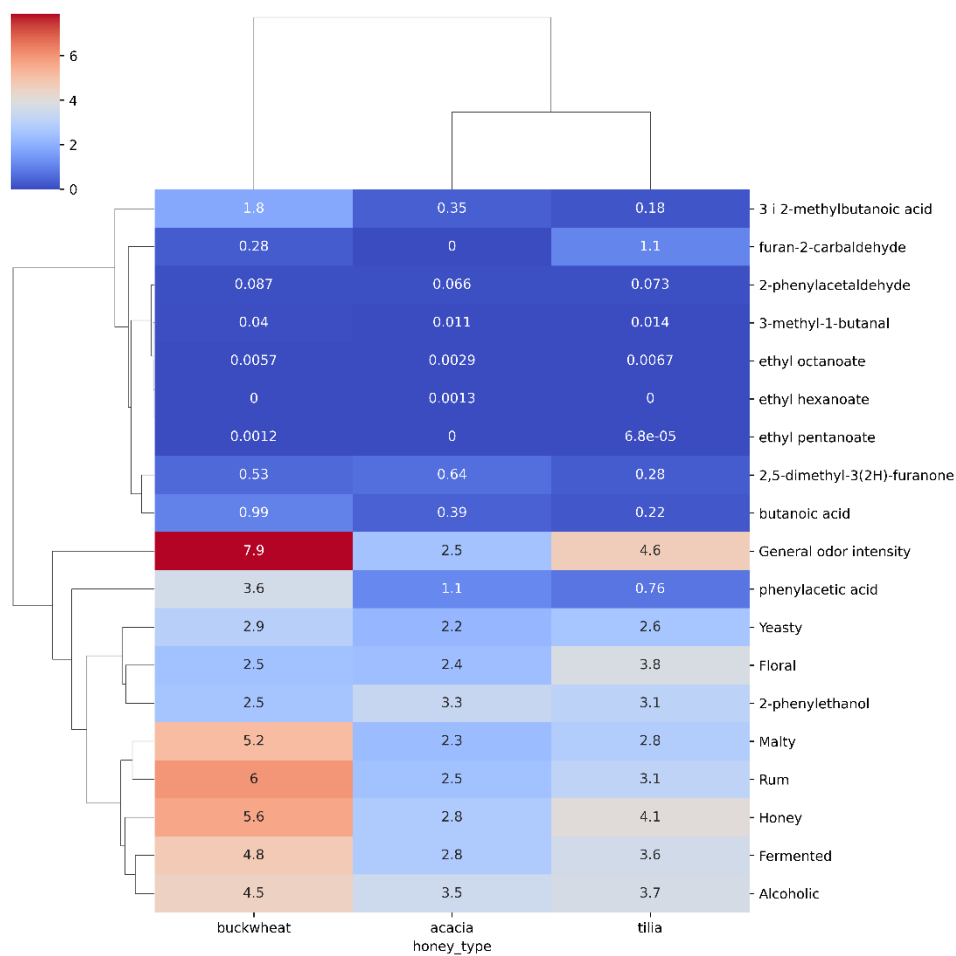 6
4
2
0
1.8 0.35 0.18 3 i 2-methylbutanoic acid
0.28 0 1.1 furan-2-carbaldehyde
0.087 0.066 0.073 2-phenylacetaldehyde
0.04 0.011 0.014 3-methyl-1-butanal
0.0057 0.0029 0.0067 ethyl octanoate
0 0.0013 0 ethyl hexanoate
0.0012 0 6.8e-05 ethyl pentanoate
0.53 0.64 0.28 2,5-dimethyl-3(2H)-furanone
0.99 0.39 0.22 butanoic acid
7.9 2.5 4.6 General odor intensity
3.6 1.1 0.76 phenylacetic acid
2.9 2.2 2.6 Yeasty
2.5 2.4 3.8 Floral
2.5 3.3 3.1 2-phenylethanol
5.2 2.3 2.8 Malty
6 2.5 3.1 Rum
5.6 2.8 4.1 Honey
4.8 2.8 3.6 Fermented
4.5 3.5 3.7 Alcoholic
buckwheat acacia tilia
honey_type